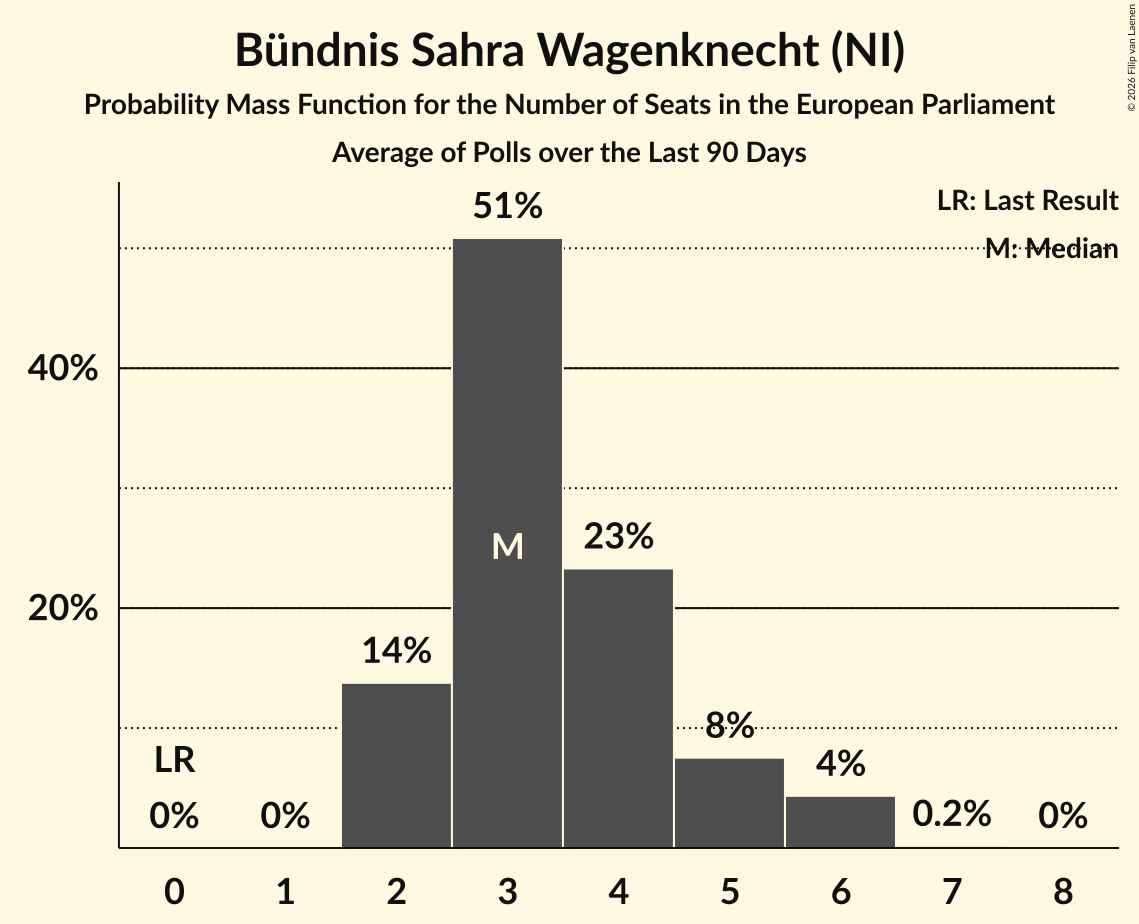 Bündnis Sahra Wagenknecht (NI)
Probability Mass Function for the Number of Seats in the European Parliament
Average of Polls over the Last 90 Days
© 2026 Filip van Laenen
LR: Last Result
M: Median
51%
40%
M
23%
20%
14%
8%
LR
4%
0% 0% 0.2% 0%
0 1 2 3 4 5 6 7 8